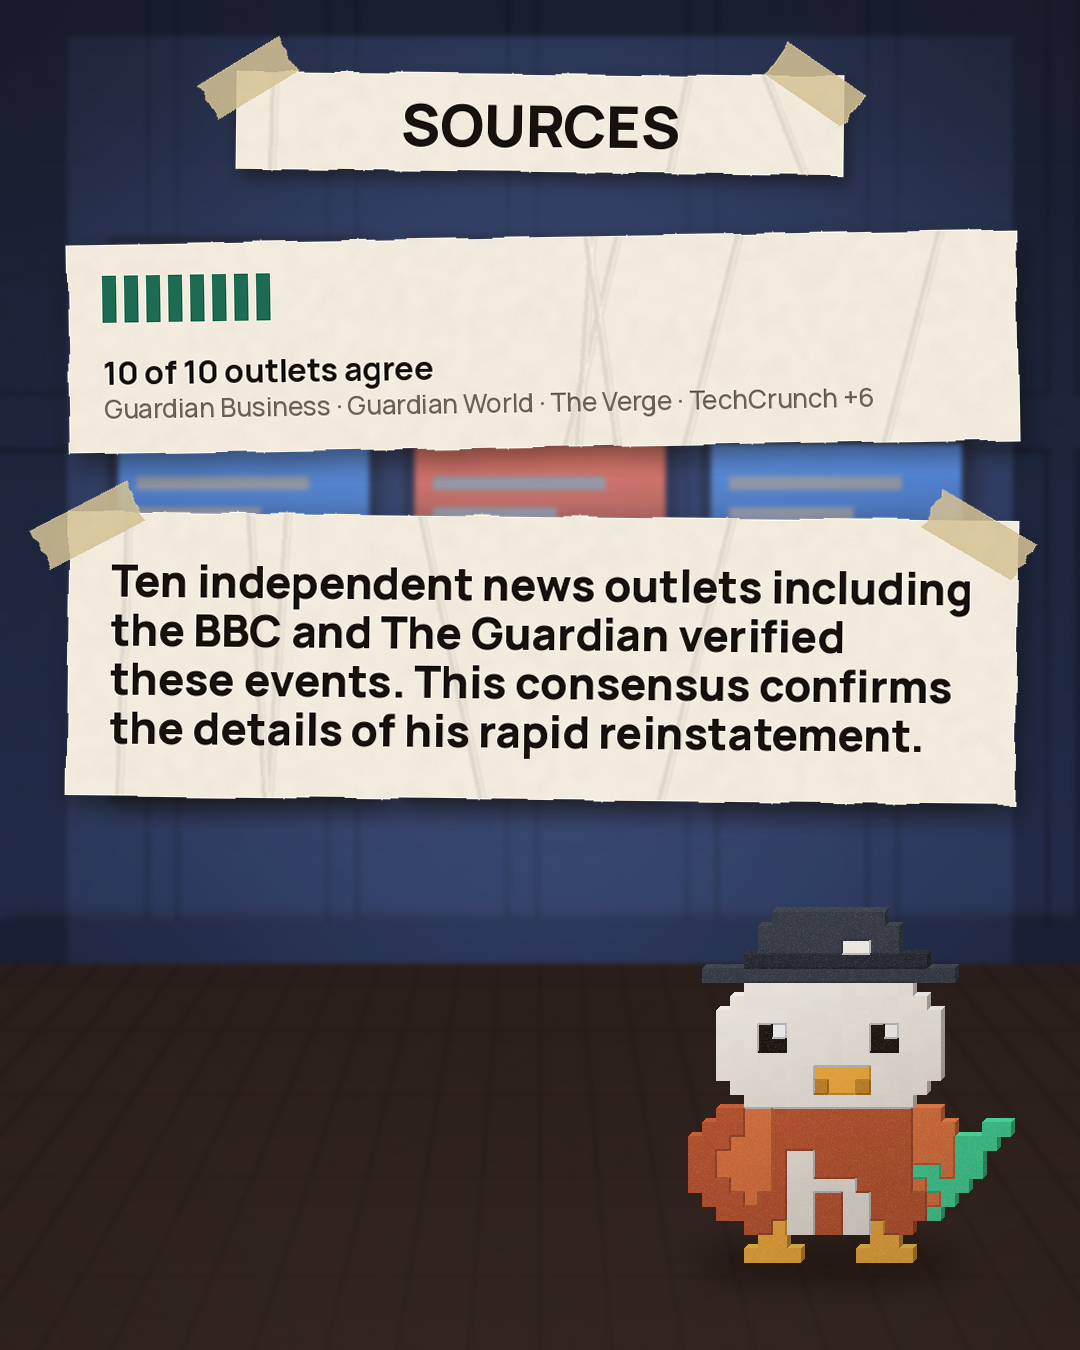 SOURCES
10 of 10 outlets agree
Guardian Business · Guardian World · The Verge · TechCrunch +6
Ten independent news outlets including
the BBC and The Guardian verified
these events. This consensus confirms
the details of his rapid reinstatement.
h